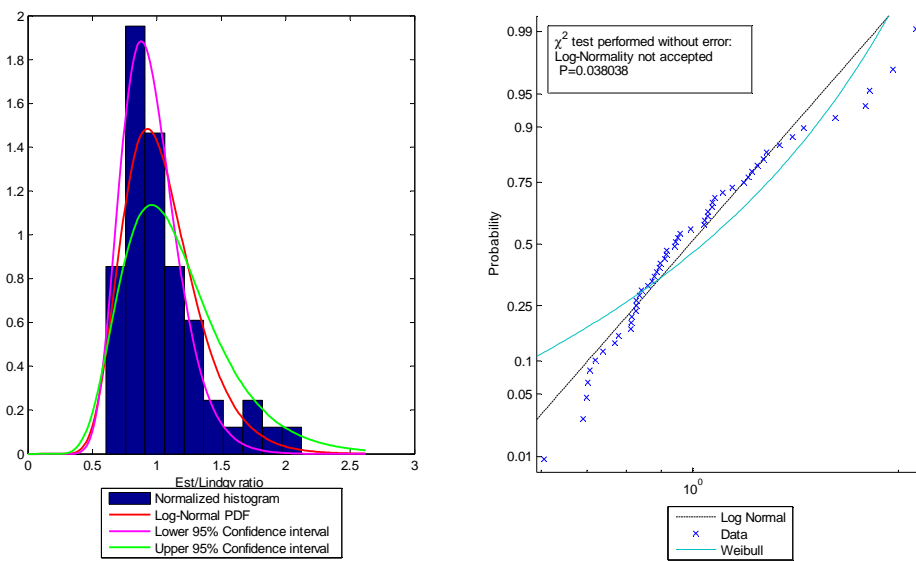 2
1.8
1.6
1.4
1.2
1
0.8
0.6
0.4
0.2
0
0 0.5 1 1.5 2 2.5 3
Est/Lindgv ratio
Normalized histogram
Log-Normal PDF
Lower 95% Confidence interval
Upper 95% Confidence interval
χ² test performed without error:
Log-Normality not accepted
P=0.038038
Probability
0.99
0.95
0.9
0.75
0.5
0.25
0.1
0.05
0.01
10⁰
Log Normal
Data
Weibull